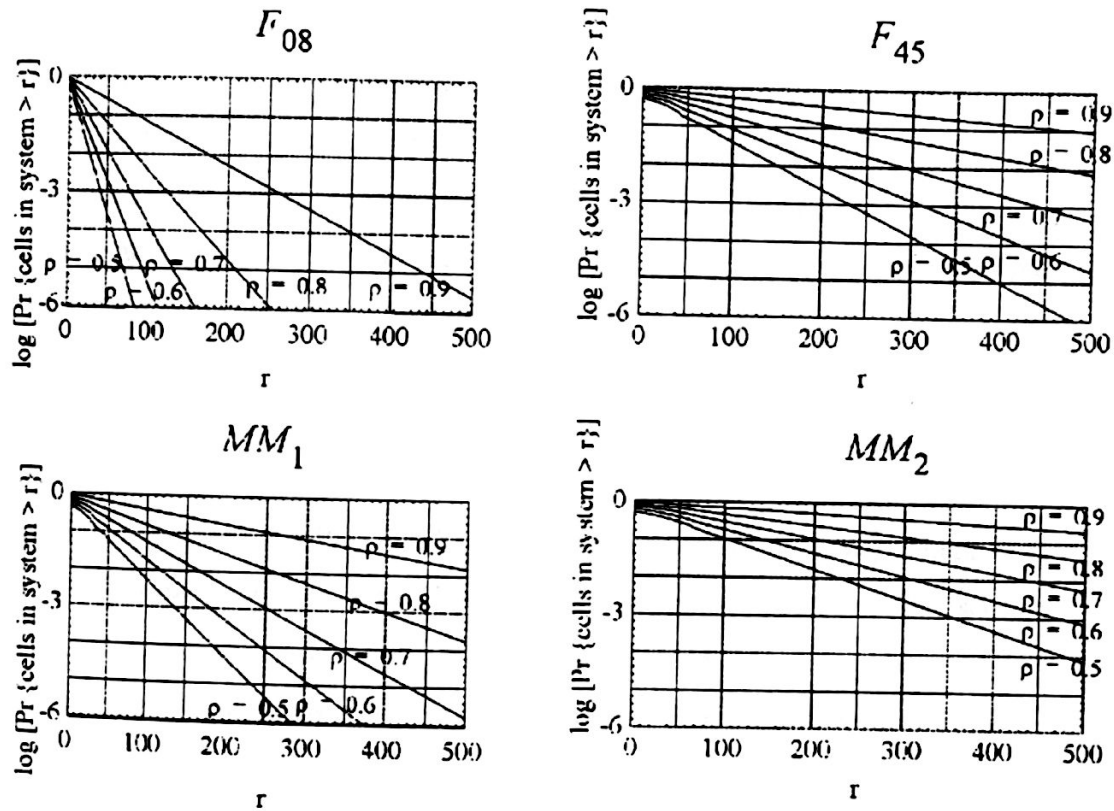 F08
log [Pr {cells in system > r}]
0
-3
-6
ρ = 0.5
ρ = 0.7
ρ = 0.6
ρ = 0.8
ρ = 0.9
0 100 200 300 400 500
r
F45
log [Pr {cells in system > r}]
0
-3
-6
ρ = 0.9
ρ = 0.8
ρ = 0.7
ρ = 0.5 ρ = 0.6
0 100 200 300 400 500
r
MM1
log [Pr {cells in system > r}]
0
-3
-6
ρ = 0.9
ρ = 0.8
ρ = 0.7
ρ = 0.5 ρ = 0.6
0 100 200 300 400 500
r
MM2
log [Pr {cells in system > r}]
0
-3
-6
ρ = 0.9
ρ = 0.8
ρ = 0.7
ρ = 0.6
ρ = 0.5
0 100 200 300 400 500
r